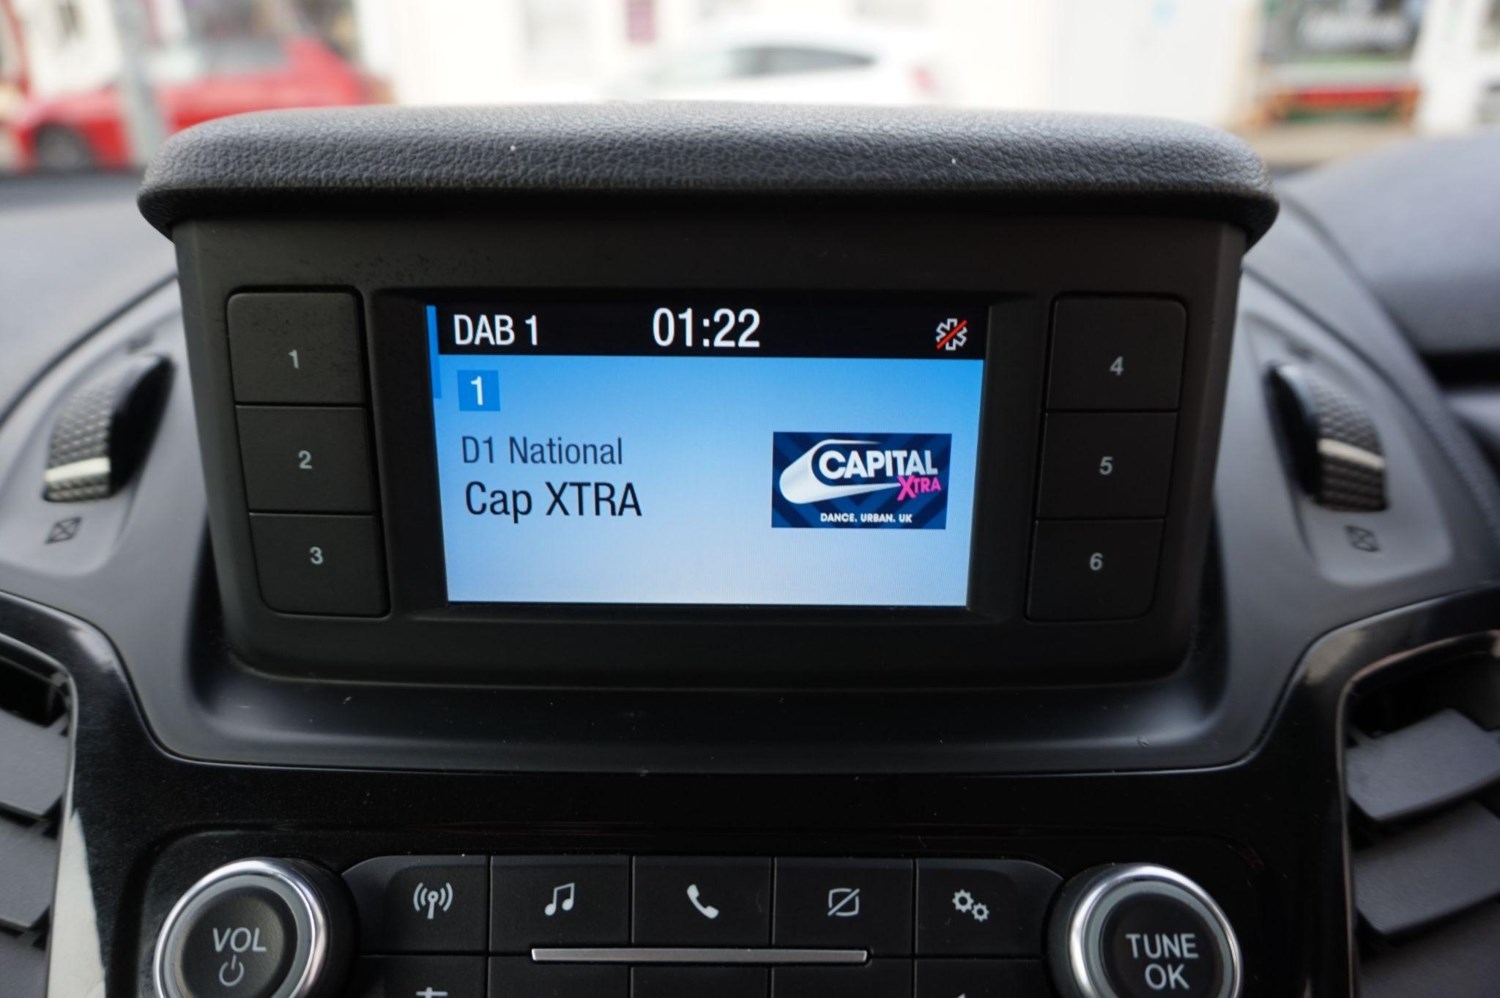 DAB 1 01:22
1
D1 National
Cap XTRA
CAPITAL
XTRA
DANCE. URBAN. UK
1
2
3
4
5
6
VOL
TUNE
OK